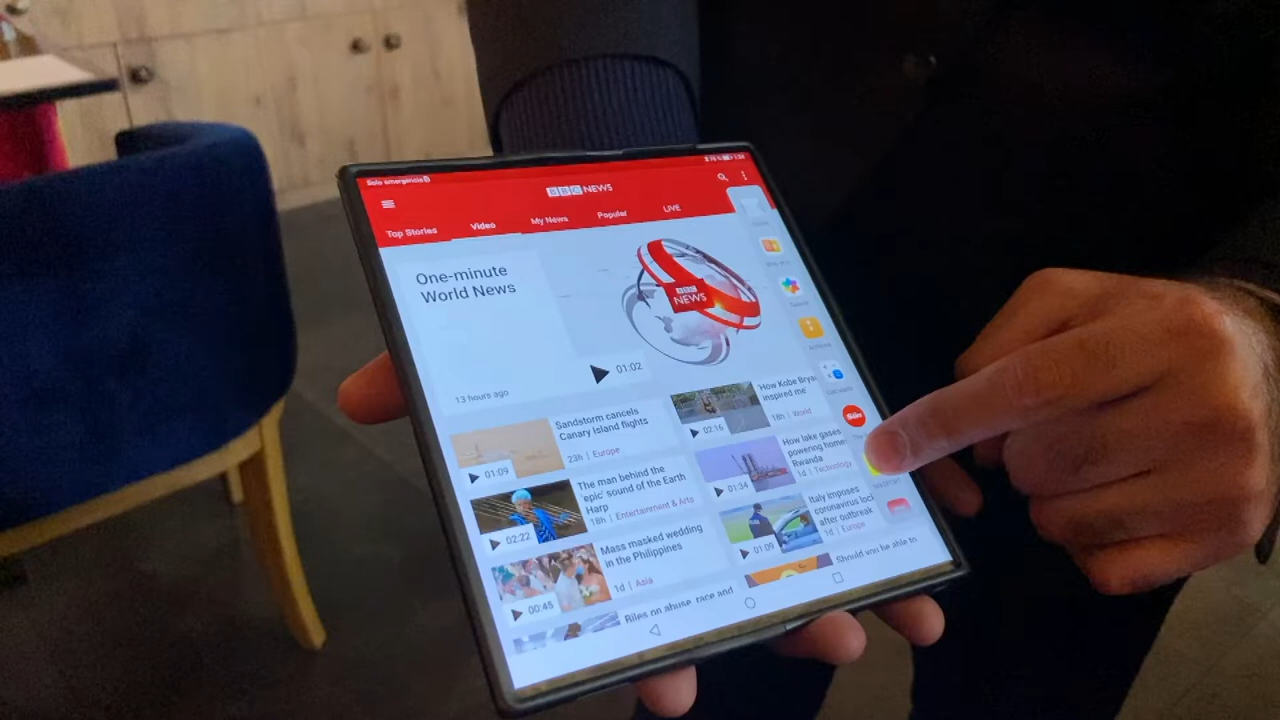 Solo emergencia
BBC NEWS
Top Stories
Video
My News
Popular
LIVE
One-minute
World News
BBC
NEWS
01:02
13 hours ago
Sandstorm cancels
Canary Island flights
23h | Europe
01:09
The man behind the
'epic' sound of the Earth
Harp
18h | Entertainment & Arts
02:22
Mass masked wedding
in the Philippines
1d | Asia
00:45
Riles on abuse, race and
'How Kobe Brya
inspired me'
18h | World
02:16
How lake gases
powering home
Rwanda
1d | Technology
01:34
Italy imposes
coronavirus loc
after outbreak
1d | Europe
01:09
Should you be able to